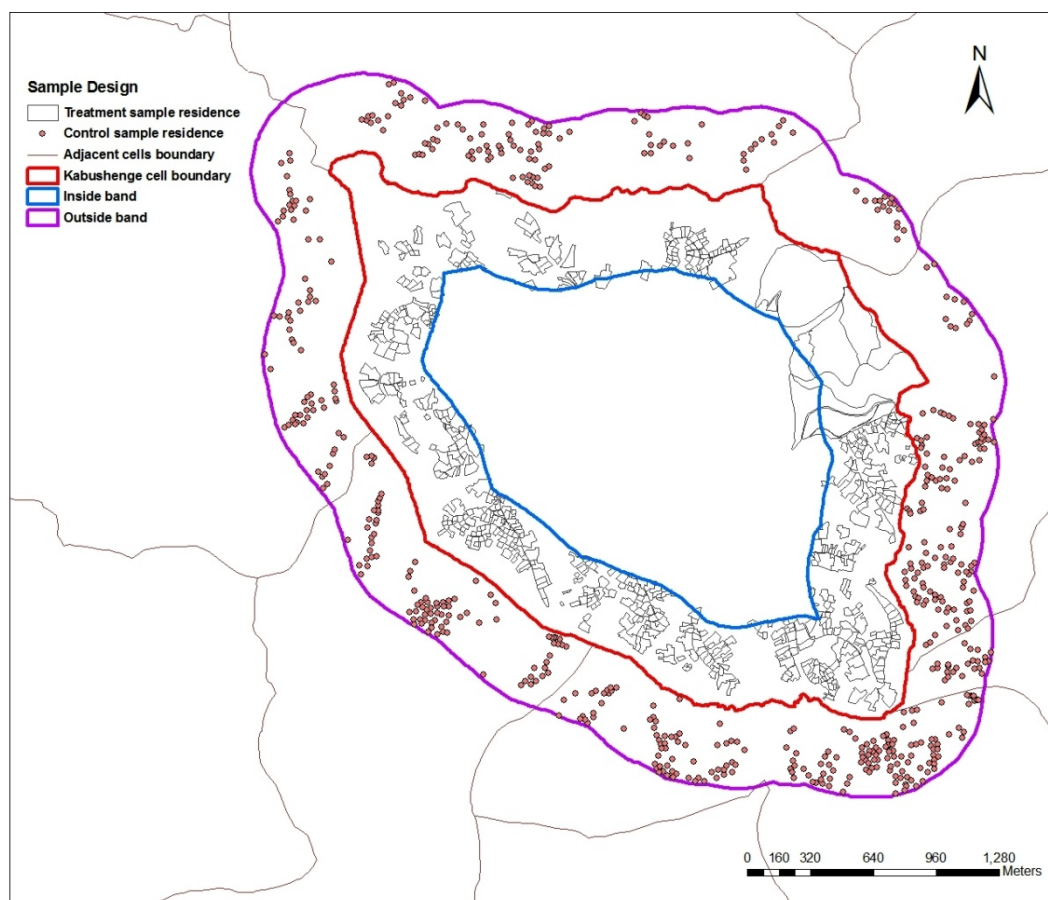 N
Sample Design
Treatment sample residence
Control sample residence
Adjacent cells boundary
Kabushenge cell boundary
Inside band
Outside band
0 160 320 640 960 1,280
Meters